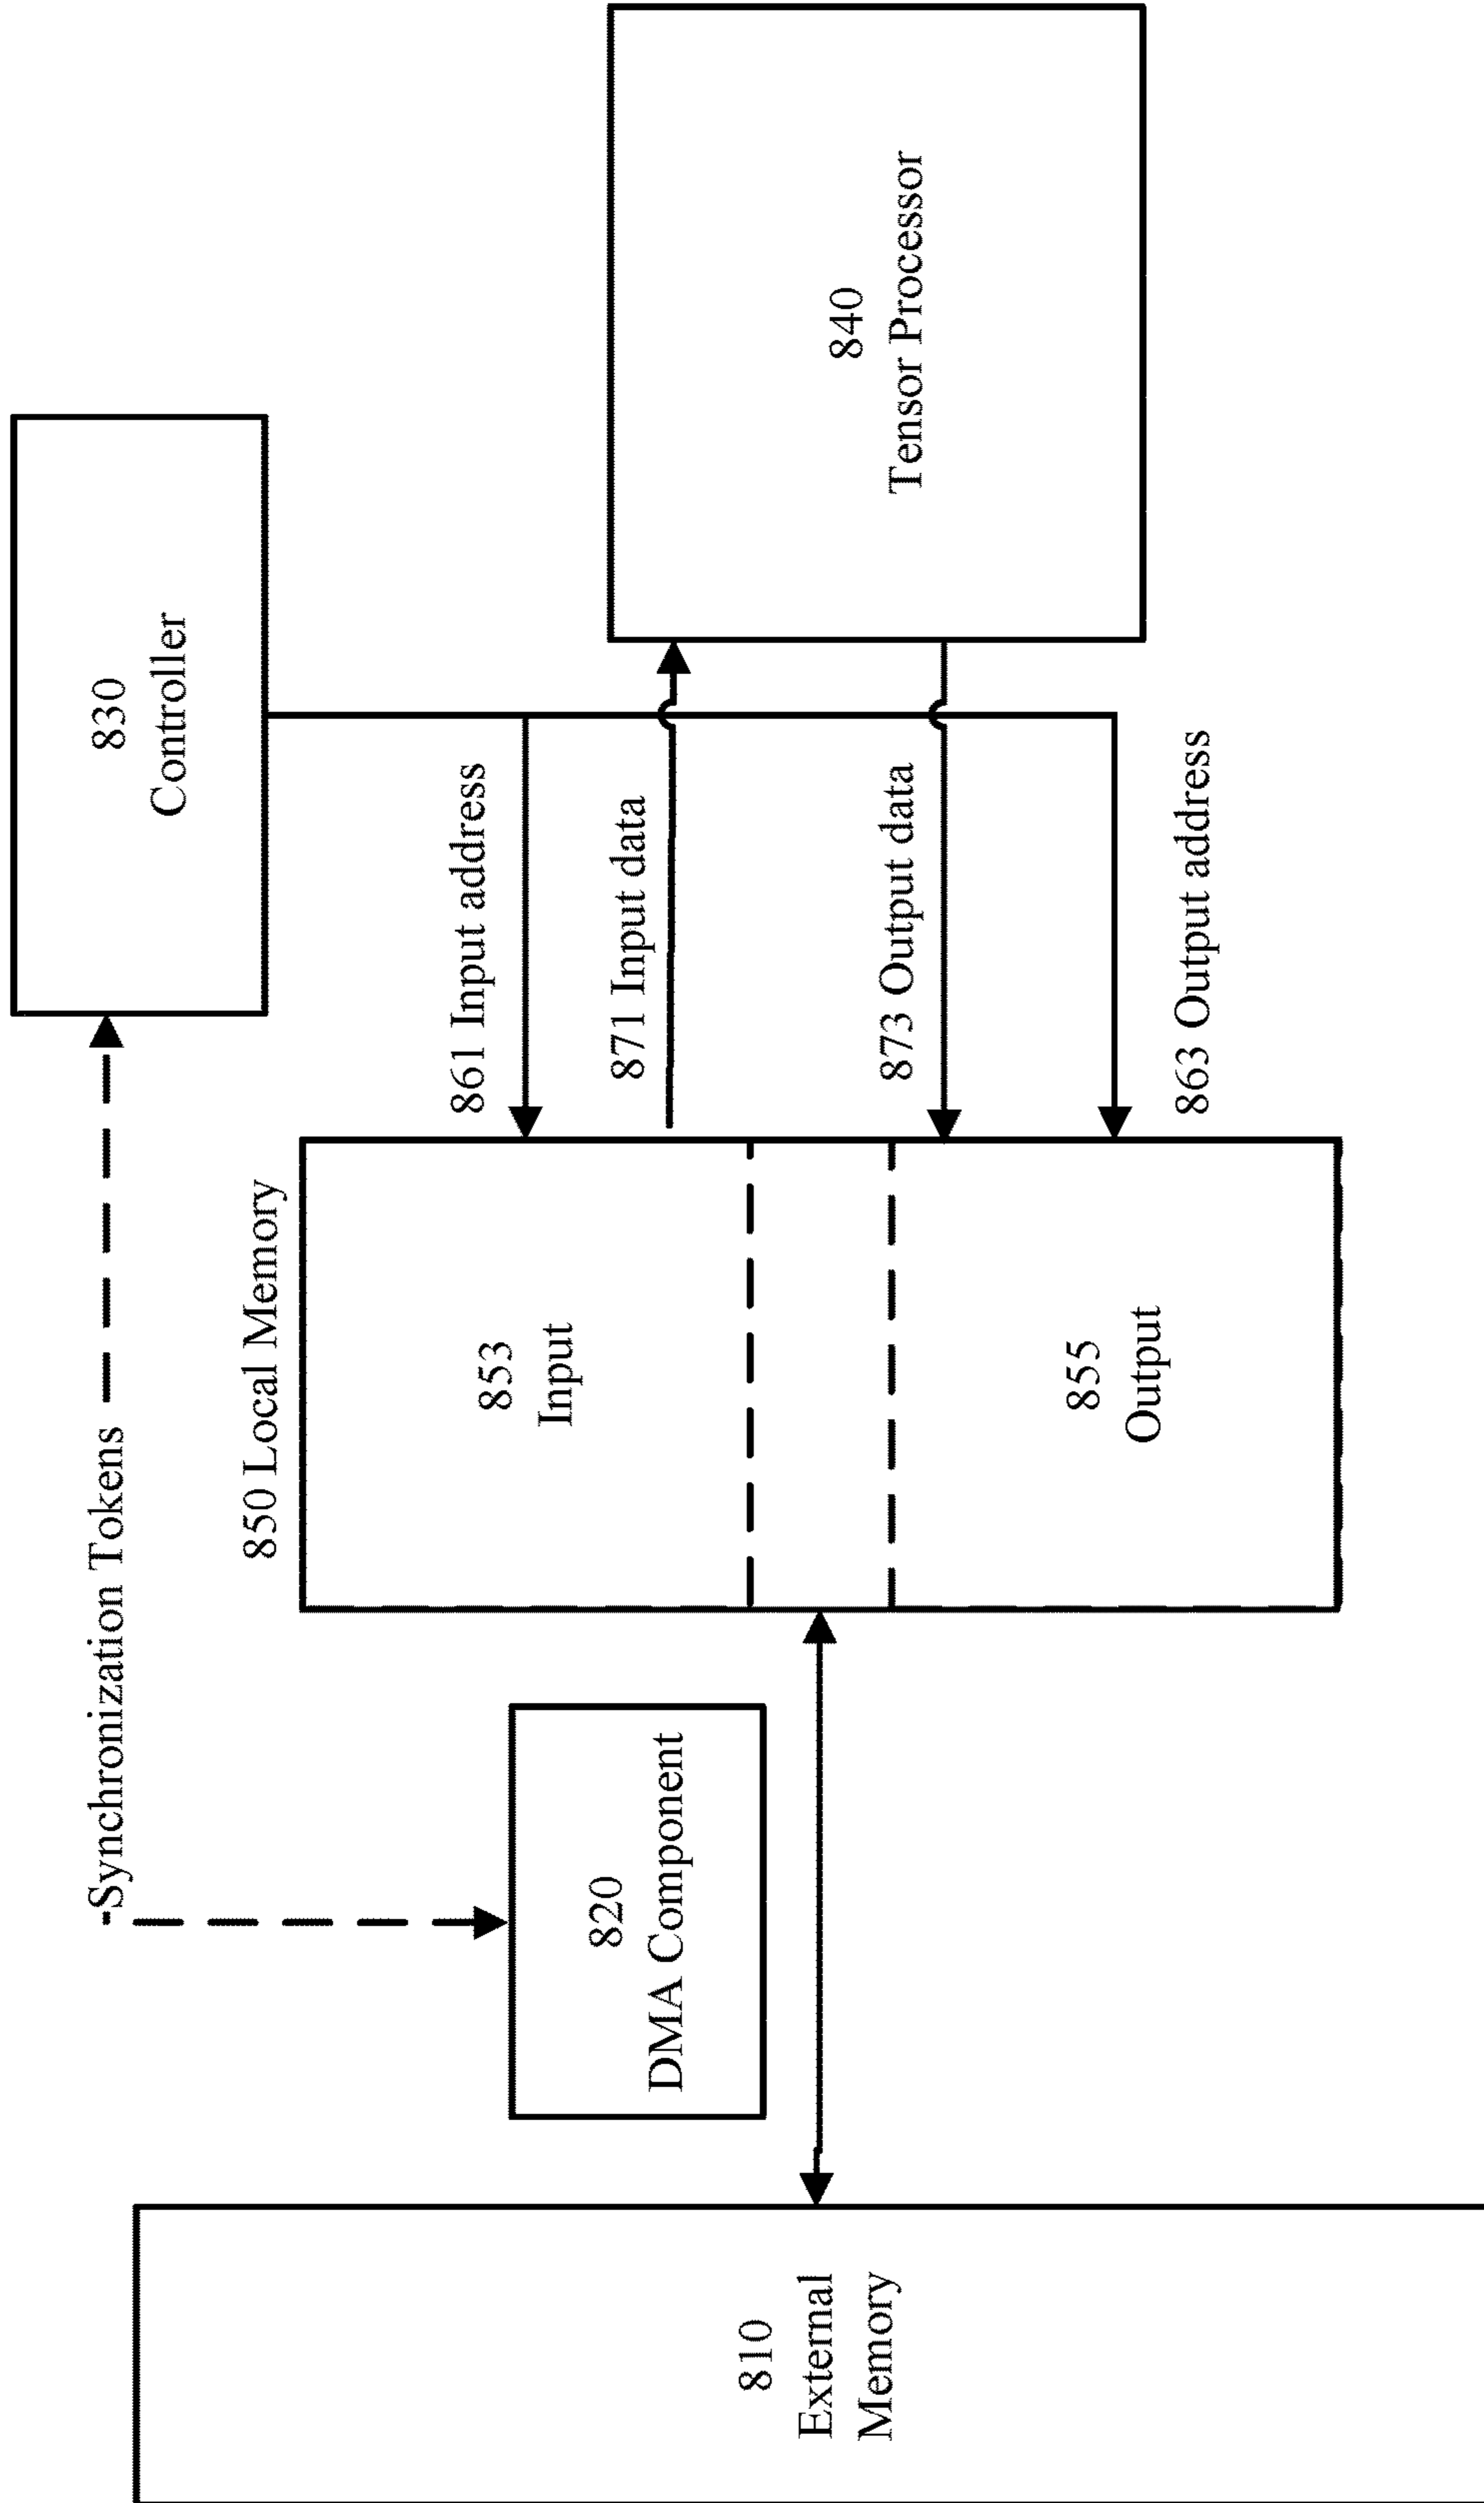 Synchronization Tokens
830
Controller
810
External
Memory
820
DMA Component
850 Local Memory
853
Input
855
Output
861 Input address
871 Input data
873 Output data
863 Output address
840
Tensor Processor